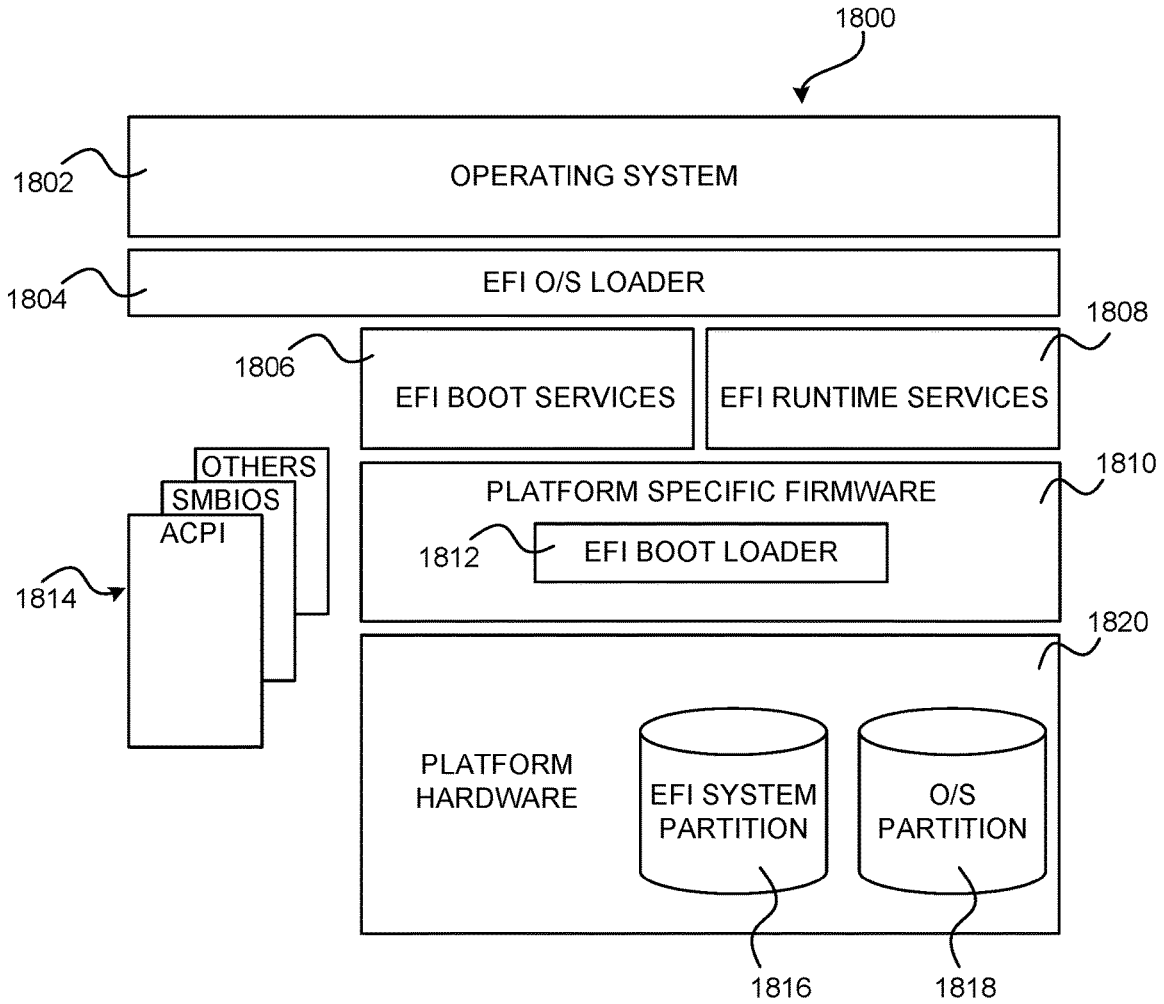 1800
OPERATING SYSTEM
1802
EFI O/S LOADER
1804
1808
1806
EFI BOOT SERVICES
EFI RUNTIME SERVICES
OTHERS
SMBIOS
ACPI
1814
1810
PLATFORM SPECIFIC FIRMWARE
1812
EFI BOOT LOADER
1820
PLATFORM
HARDWARE
EFI SYSTEM
PARTITION
O/S
PARTITION
1816
1818